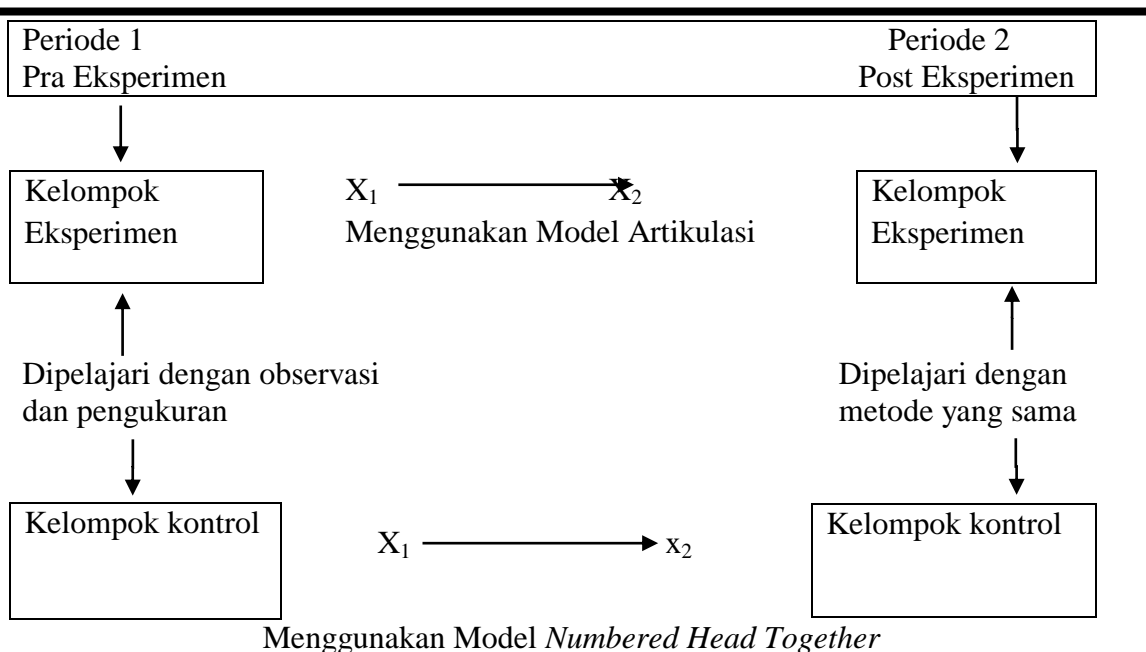 Periode 1 Periode 2
Pra Eksperimen Post Eksperimen
Kelompok
Eksperimen
X₁ X₂
Menggunakan Model Artikulasi
Kelompok
Eksperimen
Dipelajari dengan observasi
dan pengukuran
Dipelajari dengan
metode yang sama
Kelompok kontrol
X₁ x₂
Kelompok kontrol
Menggunakan Model Numbered Head Together